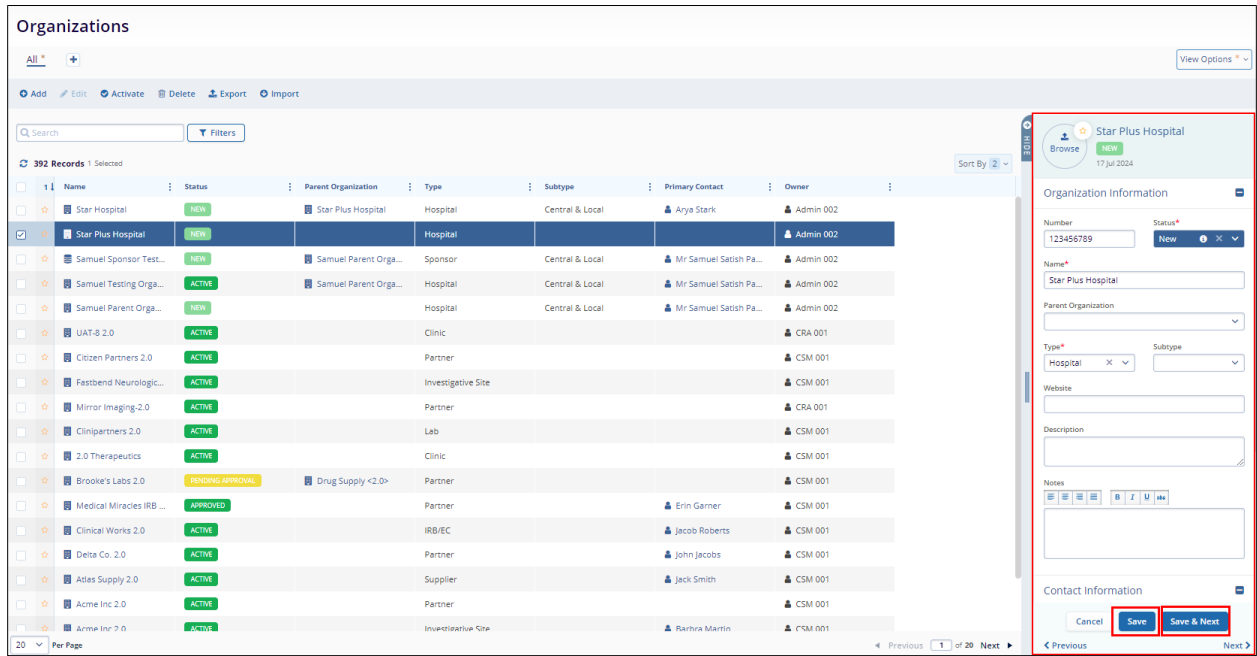 Organizations
All *
View Options *
Add Edit Activate Delete Export Import
Search Filters
392 Records 1 Selected Sort By 2
1 Name Status Parent Organization Type Subtype Primary Contact Owner
Star Hospital NEW Star Plus Hospital Hospital Central & Local Arya Stark Admin 002
Star Plus Hospital NEW Hospital Admin 002
Samuel Sponsor Test... NEW Samuel Parent Orga... Sponsor Central & Local Mr Samuel Satish Pa... Admin 002
Samuel Testing Orga... ACTIVE Samuel Parent Orga... Hospital Central & Local Mr Samuel Satish Pa... Admin 002
Samuel Parent Orga... NEW Hospital Central & Local Mr Samuel Satish Pa... Admin 002
UAT-8 2.0 ACTIVE Clinic CRA 001
Citizen Partners 2.0 ACTIVE Partner CSM 001
Fastbend Neurologic... ACTIVE Investigative Site CSM 001
Mirror Imaging-2.0 ACTIVE Partner CRA 001
Clinipartners 2.0 ACTIVE Lab CSM 001
2.0 Therapeutics ACTIVE Clinic CSM 001
Brooke's Labs 2.0 PENDING APPROVAL Drug Supply <2.0> Partner CSM 001
Medical Miracles IRB ... APPROVED Partner Erin Garner CSM 001
Clinical Works 2.0 ACTIVE IRB/EC Jacob Roberts CSM 001
Delta Co. 2.0 ACTIVE Partner John Jacobs CSM 001
Atlas Supply 2.0 ACTIVE Supplier Jack Smith CSM 001
Acme Inc 2.0 ACTIVE Partner CSM 001
Acme Inc 2.0 ACTIVE Investigative Site Barbra Martin CSM 001
20 Per Page Previous 1 of 20 Next
HIDE
Browse
Star Plus Hospital
NEW
17 Jul 2024
Organization Information
Number Status*
123456789 New
Name*
Star Plus Hospital
Parent Organization
Type* Subtype
Hospital
Website
Description
Notes
B I U abc
Contact Information
Cancel Save Save & Next
Previous Next